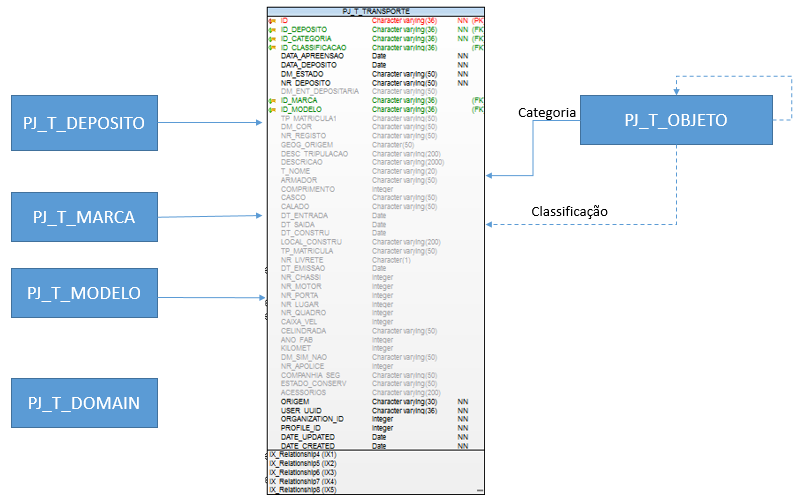 PJ_T_TRANSPORTE
ID Character varying(36) NN (PK
ID_DEPOSITO Character varying(36) NN (FK
ID_CATEGORIA Character varying(36) NN (FK
ID_CLASSIFICACAO Character varying(36) (FK
DATA_APREENSAO Date NN
DATA_DEPOSITO Date NN
DM_ESTADO Character varying(50) NN
NR_DEPOSITO Character varying(50) NN
DM_ENT_DEPOSITARIA Character varying(50)
ID_MARCA Character varying(36) (FK
ID_MODELO Character varying(36) (FK
TP_MATRICULA1 Character varying(50)
DM_COR Character varying(50)
NR_REGISTO Character varying(50)
GEOG_ORIGEM Character(50)
DESC_TRIPULACAO Character varying(200)
DESCRICAO Character varying(2000)
T_NOME Character varying(20)
ARMADOR Character varying(50)
COMPRIMENTO Integer
CASCO Character varying(50)
CALADO Character varying(50)
DT_ENTRADA Date
DT_SAIDA Date
DT_CONSTRU Date
LOCAL_CONSTRU Character varying(200)
TP_MATRICULA Character varying(50)
NR_LIVRETE Character(1)
DT_EMISSAO Date
NR_CHASSI Integer
NR_MOTOR Integer
NR_PORTA Integer
NR_LUGAR Integer
NR_QUADRO Integer
CAIXA_VEL Integer
CELINDRADA Character varying(50)
ANO_FAB Integer
KILOMET Integer
DM_SIM_NAO Character varying(50)
NR_APOLICE Integer
COMPANHIA_SEG Character varying(50)
ESTADO_CONSERV Character varying(50)
ACESSORIOS Character varying(200)
ORIGEM Character varying(30) NN
USER_UUID Character varying(36) NN
ORGANIZATION_ID Integer NN
PROFILE_ID Integer NN
DATE_UPDATED Date NN
DATE_CREATED Date NN
IX_Relationship4 (IX1)
IX_Relationship5 (IX2)
IX_Relationship6 (IX3)
IX_Relationship7 (IX4)
IX_Relationship8 (IX5)
PJ_T_DEPOSITO
PJ_T_MARCA
PJ_T_MODELO
PJ_T_DOMAIN
Categoria
PJ_T_OBJETO
Classificação